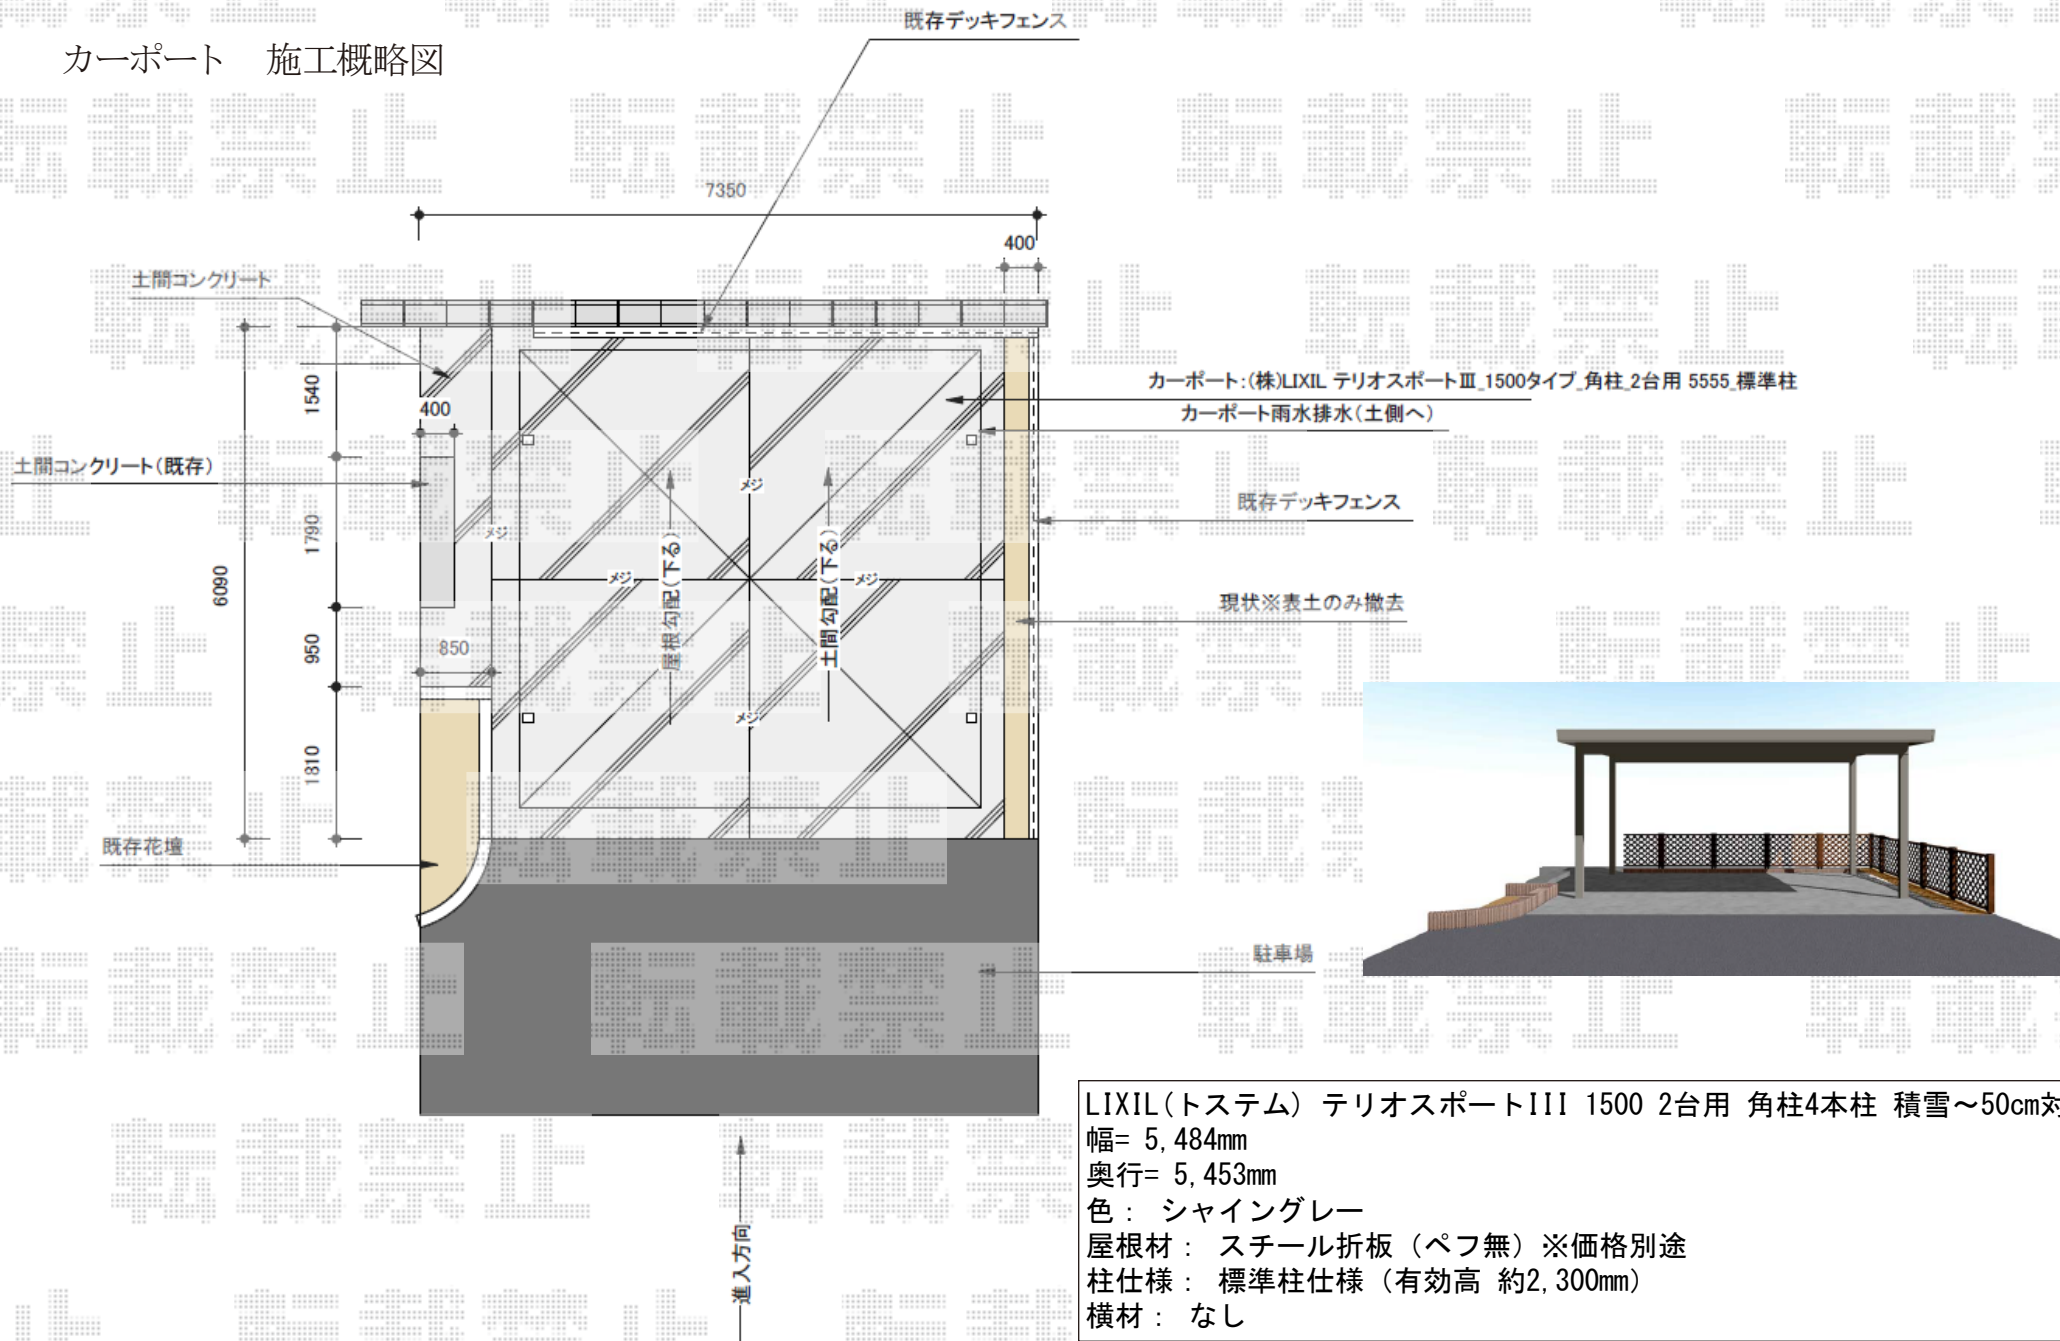 カーポート　施工概略図
既存デッキフェンス
7350
400
土間コンクリート
カーポート：(株)LIXIL テリオスポートⅢ_1500タイプ_角柱_2台用 5555_標準柱
カーポート雨水排水(土側へ)
1540
400
土間コンクリート(既存)
既存デッキフェンス
メジ
メジ
1790
屋根勾配(下る)
土間勾配(下る)
メジ
メジ
6090
現状※表土のみ撤去
950
850
メジ
1810
既存花壇
駐車場
進入方向
LIXIL(トステム) テリオスポートIII 1500 2台用 角柱4本柱 積雪～50cm対
幅= 5,484mm
奥行= 5,453mm
色： シャイングレー
屋根材： スチール折板（ペフ無）※価格別途
柱仕様： 標準柱仕様（有効高 約2,300mm）
横材： なし
転載禁止